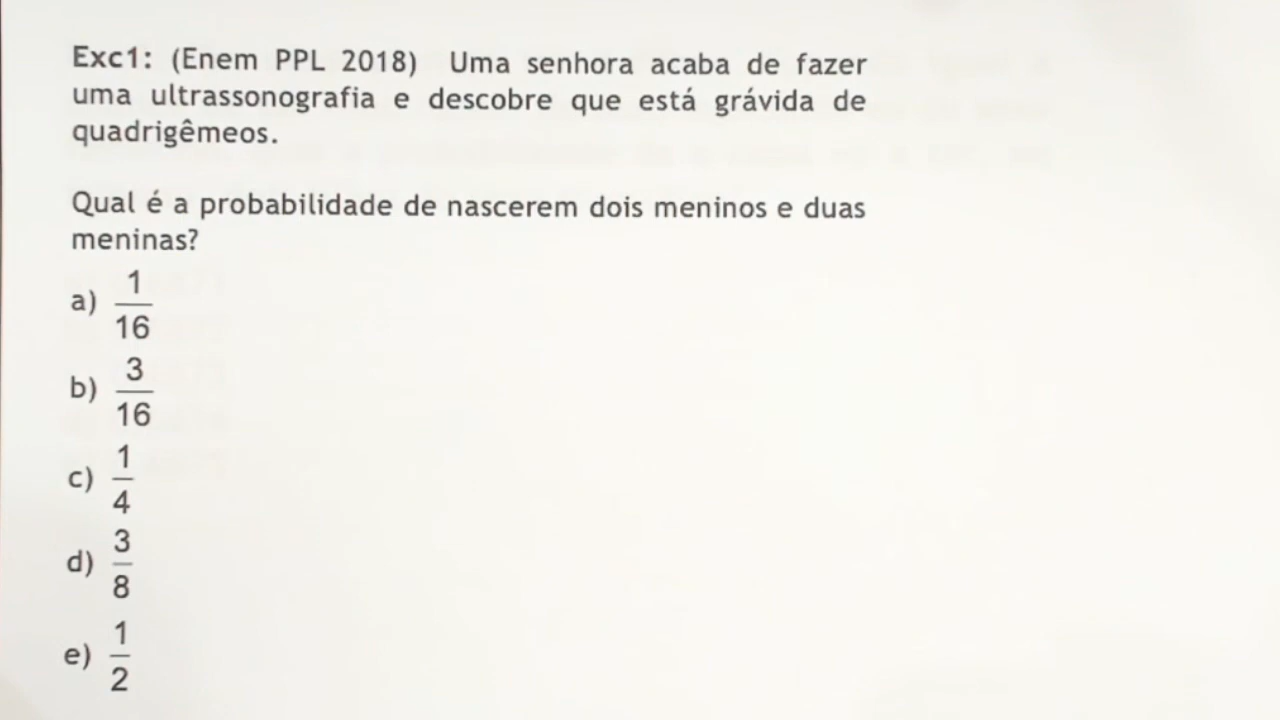 Exc1: (Enem PPL 2018) Uma senhora acaba de fazer
uma ultrassonografia e descobre que está grávida de
quadrigêmeos.
Qual é a probabilidade de nascerem dois meninos e duas
meninas?
a) 1/16
b) 3/16
c) 1/4
d) 3/8
e) 1/2